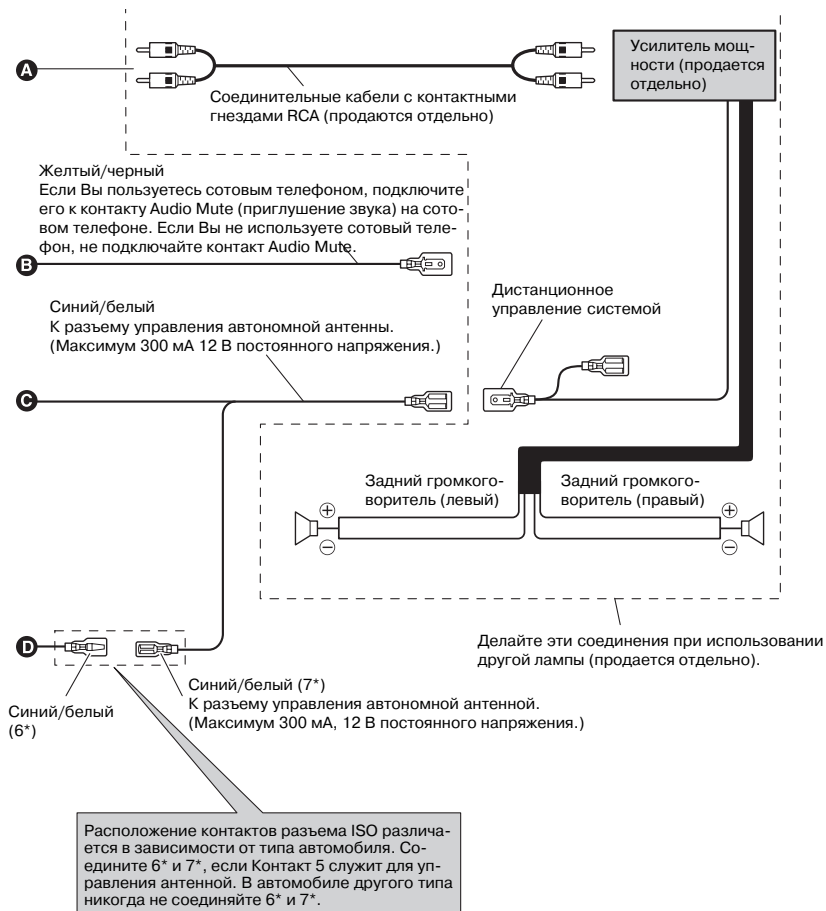 A
Соединительные кабели с контактными
гнездами RCA (продаются отдельно)
Усилитель мощ-
ности (продается
отдельно)
Желтый/черный
Если Вы пользуетесь сотовым телефоном, подключите
его к контакту Audio Mute (приглушение звука) на сото-
вом телефоне. Если Вы не используете сотовый теле-
фон, не подключайте контакт Audio Mute.
B
Синий/белый
К разъему управления автономной антенны.
(Максимум 300 мА 12 В постоянного напряжения.)
C
Дистанционное
управление системой
Задний громкого-
воритель (левый)
Задний громкого-
воритель (правый)
+
−
+
−
Делайте эти соединения при использовании
другой лампы (продается отдельно).
D
Синий/белый
(6*)
Синий/белый (7*)
К разъему управления автономной антенной.
(Максимум 300 мА, 12 В постоянного напряжения.)
Расположение контактов разъема ISO различа-
ется в зависимости от типа автомобиля. Со-
едините 6* и 7*, если Контакт 5 служит для уп-
равления антенной. В автомобиле другого типа
никогда не соединяйте 6* и 7*.